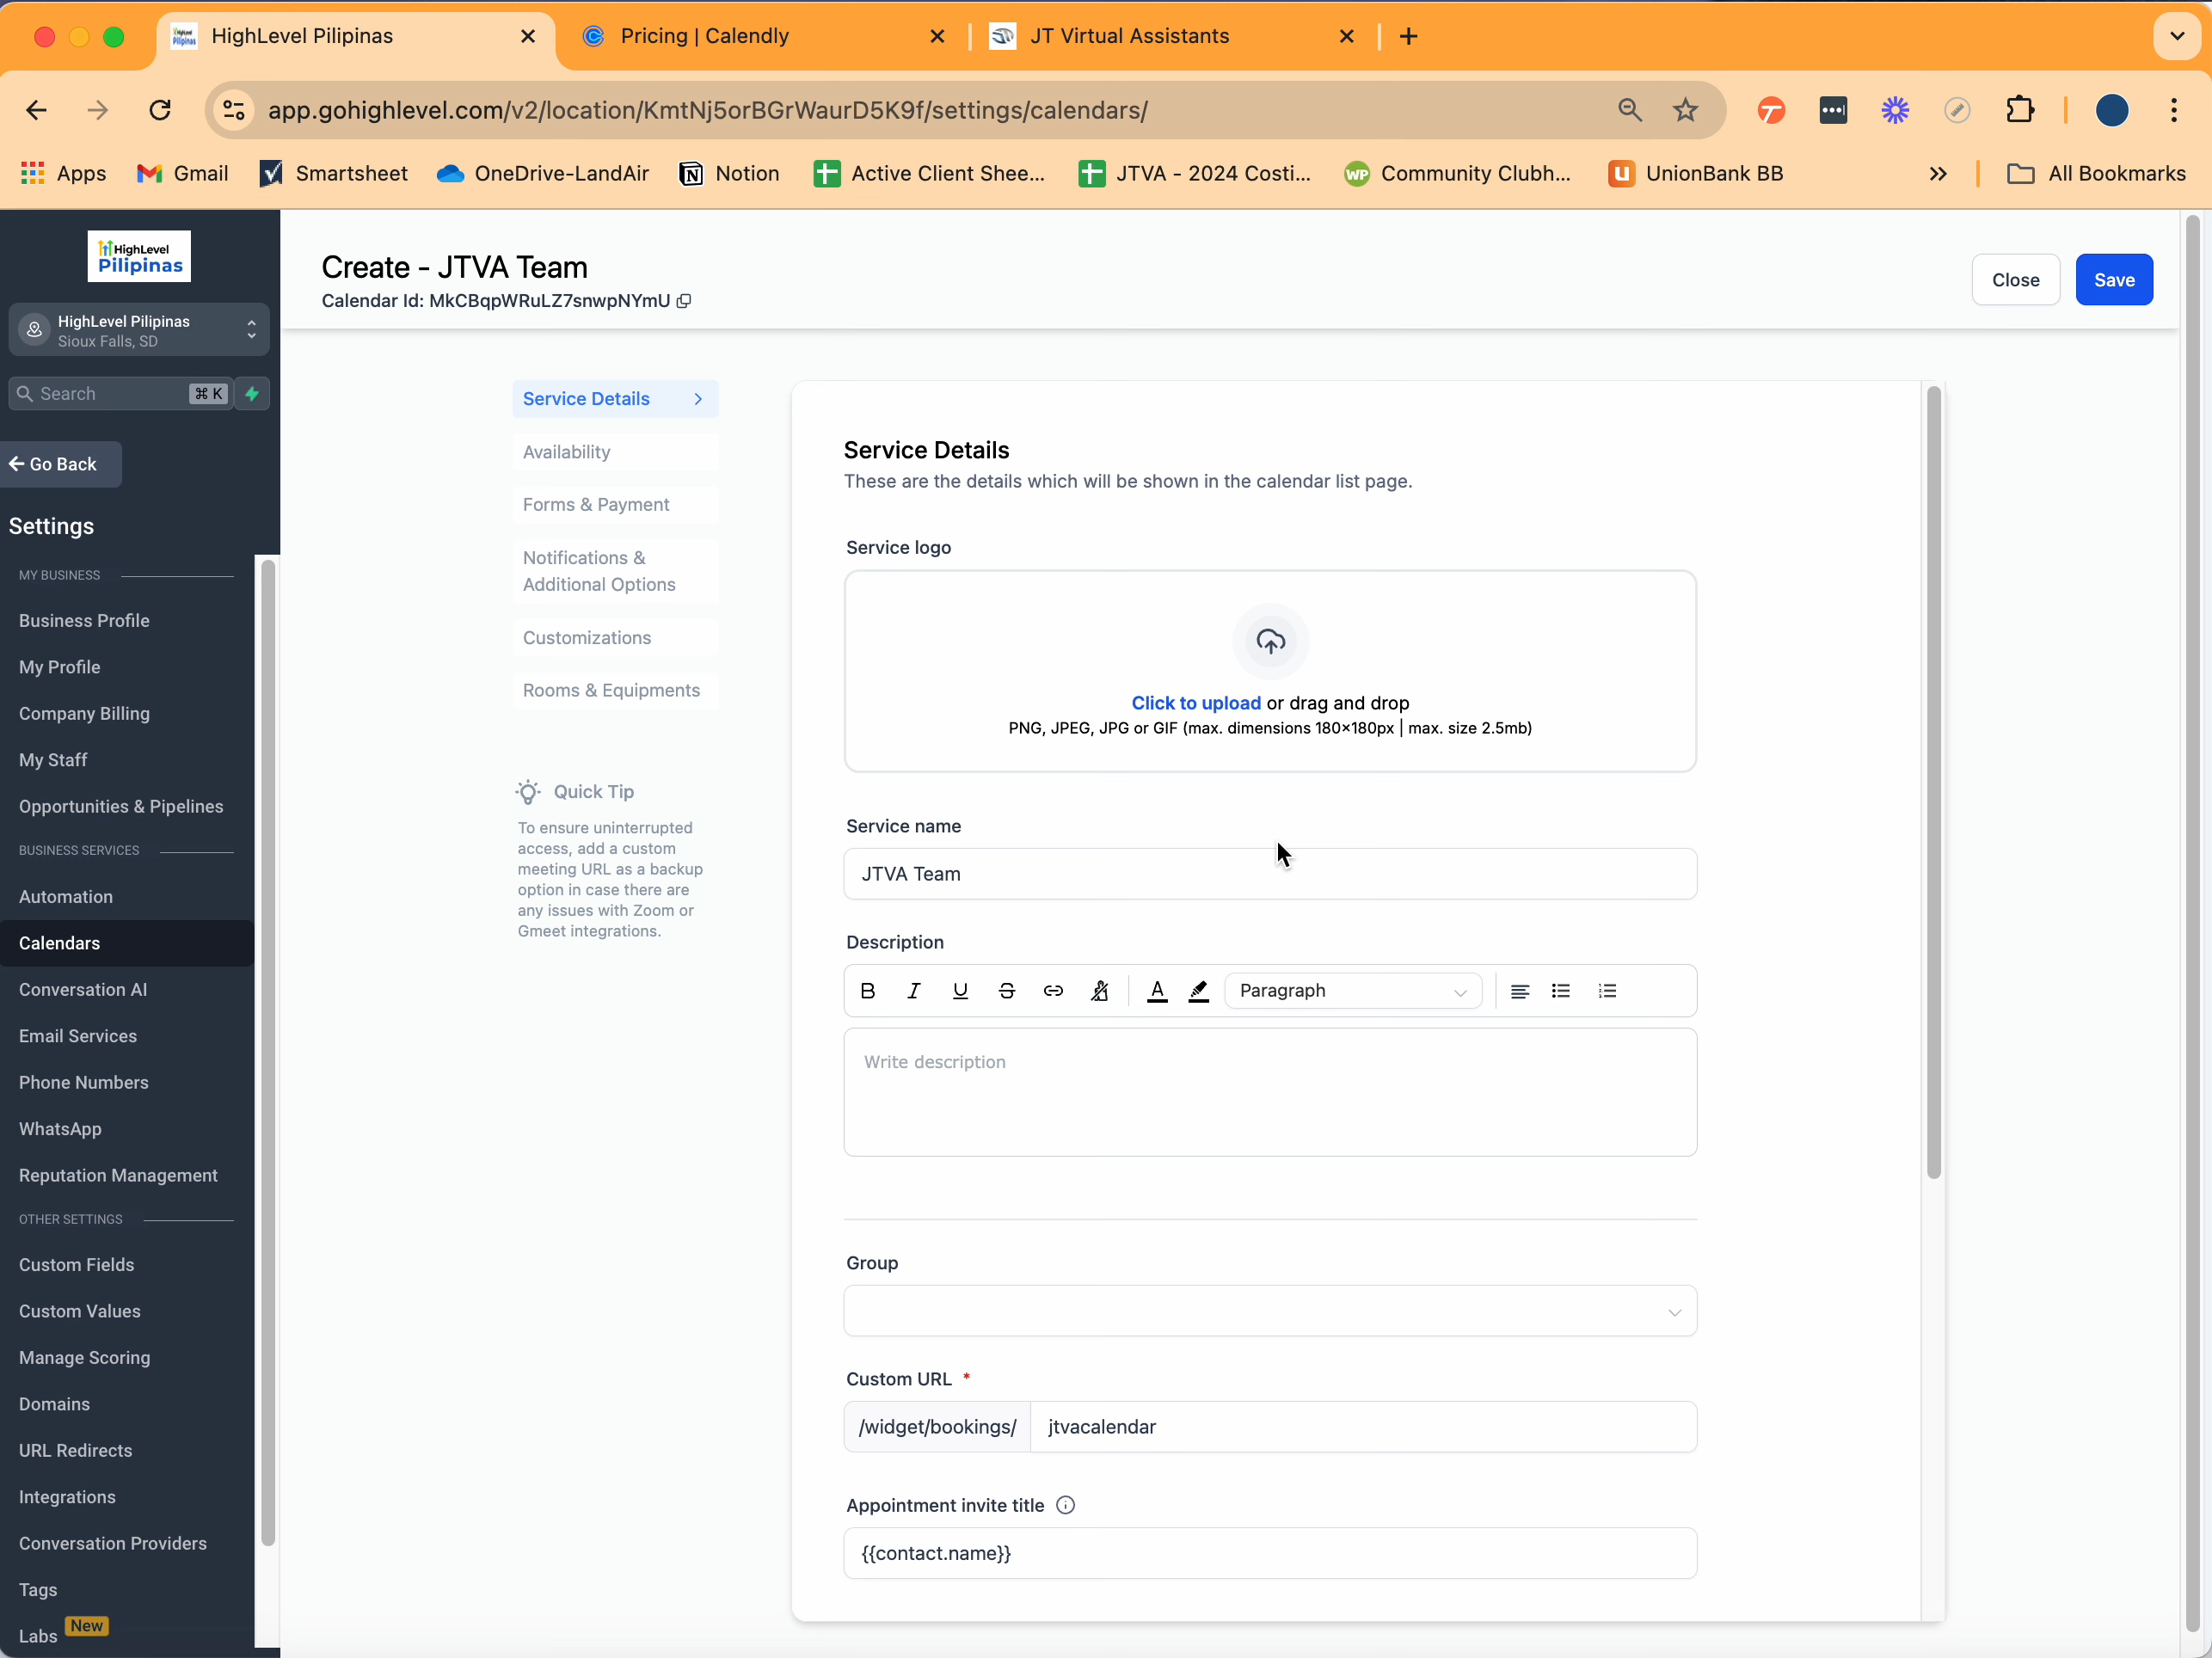 HighLevel Pilipinas
Pricing | Calendly
JT Virtual Assistants
app.gohighlevel.com/v2/location/KmtNj5orBGrWaurD5K9f/settings/calendars/
Apps
Gmail
Smartsheet
OneDrive-LandAir
Notion
Active Client Shee...
JTVA - 2024 Costi...
Community Clubh...
UnionBank BB
All Bookmarks
HighLevel
Pilipinas
HighLevel Pilipinas
Sioux Falls, SD
Search
⌘ K
Go Back
Settings
MY BUSINESS
Business Profile
My Profile
Company Billing
My Staff
Opportunities & Pipelines
BUSINESS SERVICES
Automation
Calendars
Conversation AI
Email Services
Phone Numbers
WhatsApp
Reputation Management
OTHER SETTINGS
Custom Fields
Custom Values
Manage Scoring
Domains
URL Redirects
Integrations
Conversation Providers
Tags
Labs
New
Create - JTVA Team
Calendar Id: MkCBqpWRuLZ7snwpNYmU
Close
Save
Service Details
Availability
Forms & Payment
Notifications &
Additional Options
Customizations
Rooms & Equipments
Quick Tip
To ensure uninterrupted
access, add a custom
meeting URL as a backup
option in case there are
any issues with Zoom or
Gmeet integrations.
Service Details
These are the details which will be shown in the calendar list page.
Service logo
Click to upload or drag and drop
PNG, JPEG, JPG or GIF (max. dimensions 180×180px | max. size 2.5mb)
Service name
JTVA Team
Description
Paragraph
Write description
Group
Custom URL *
/widget/bookings/
jtvacalendar
Appointment invite title
{{contact.name}}